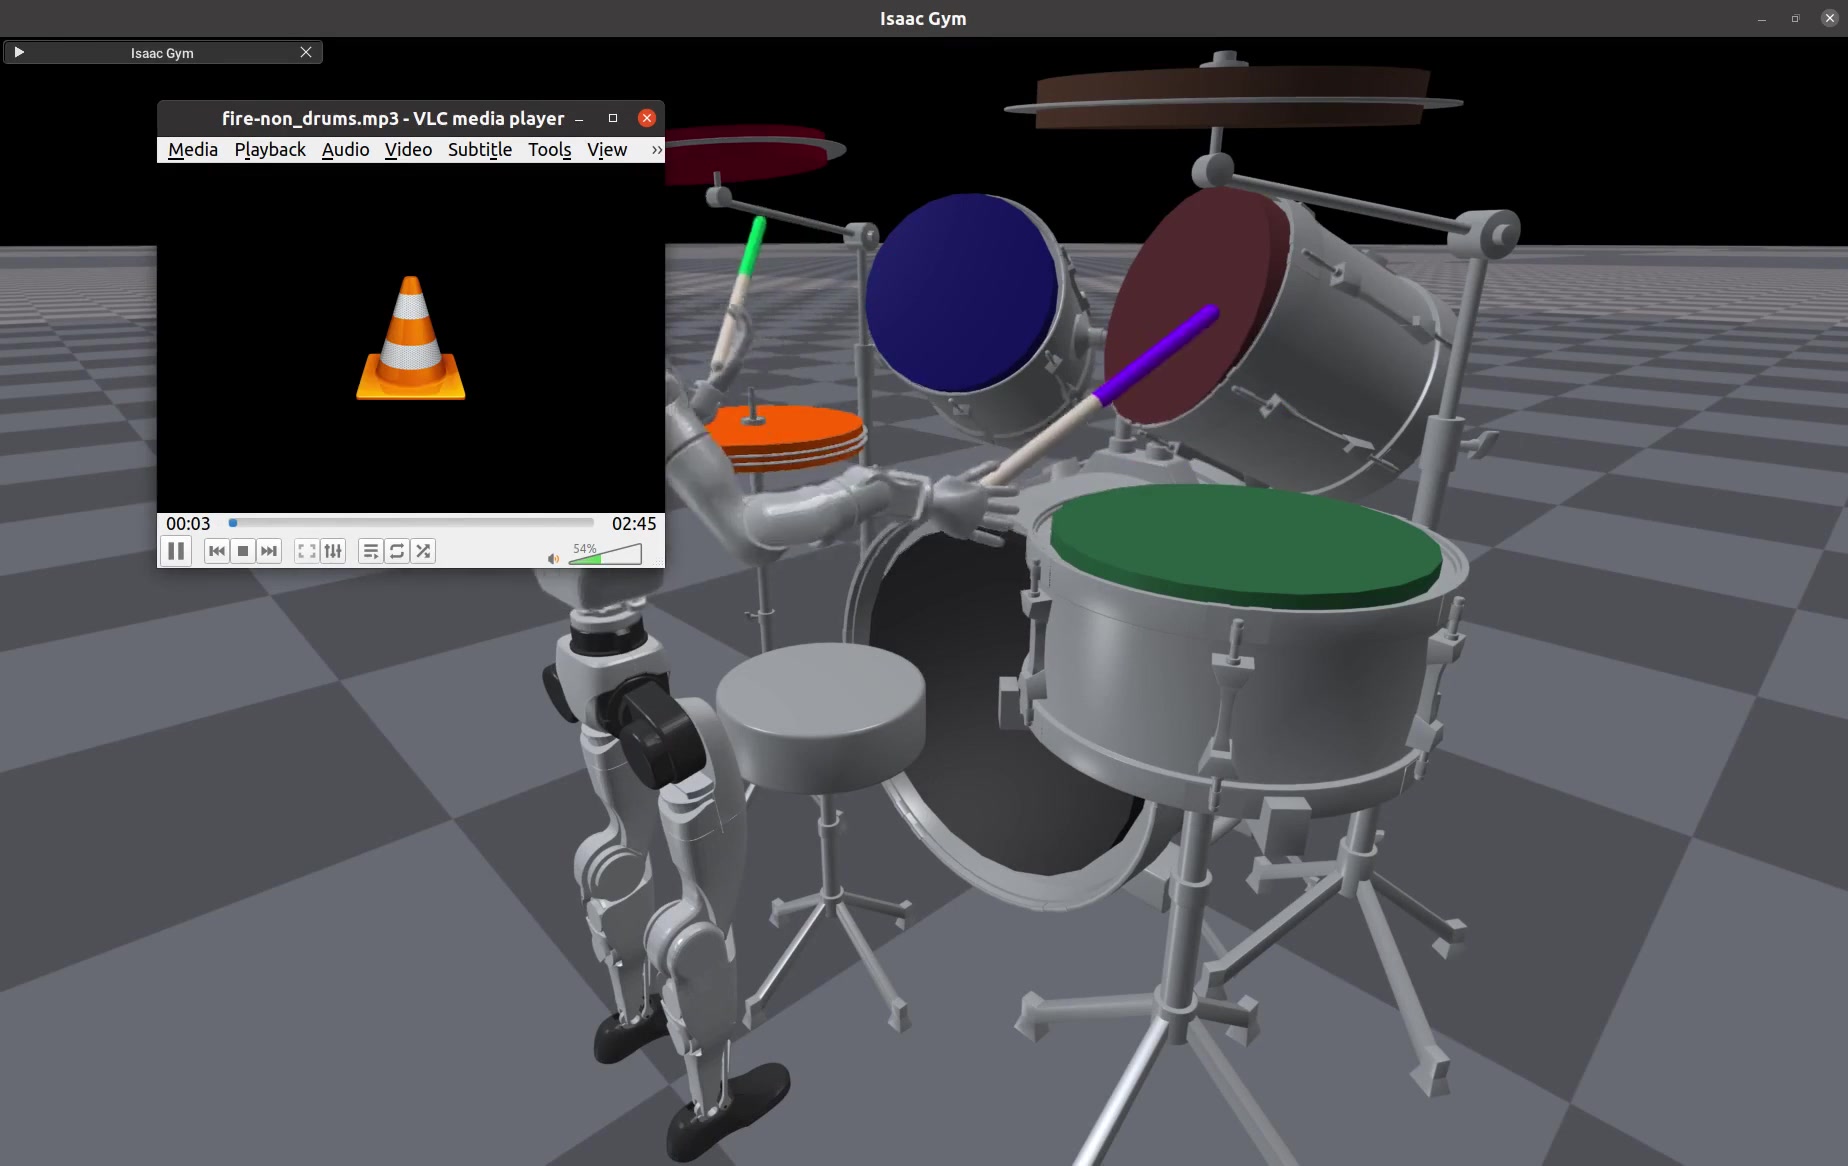 Isaac Gym
Isaac Gym
fire-non_drums.mp3 - VLC media player
Media Playback Audio Video Subtitle Tools View »
00:03 02:45
54%